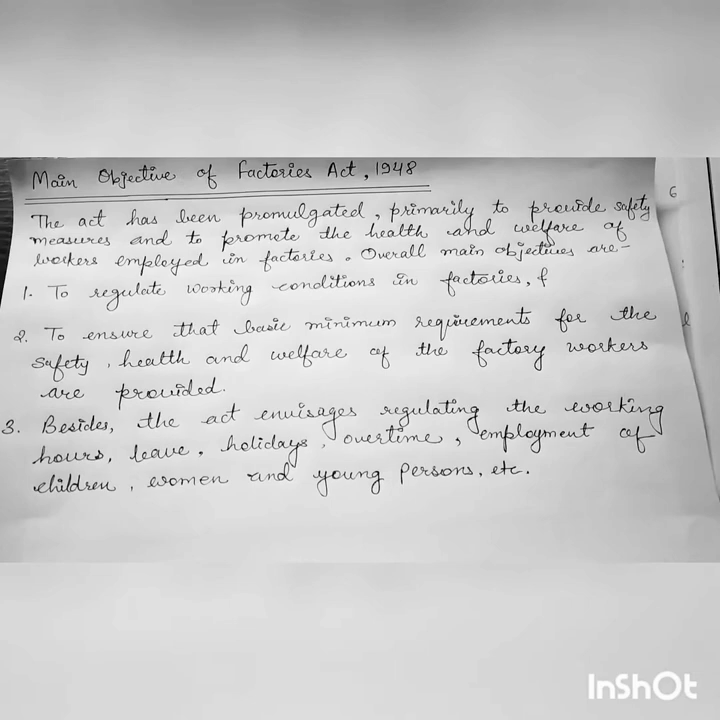 Main Objective of Factories Act, 1948
6
The act has been promulgated, primarily to provide safety
measures and to promote the health and welfare of
workers employed in factories. Overall main objectives are-
1. To regulate working conditions in factories, &
2. To ensure that basic minimum requirements for the
safety, health and welfare of the factory workers
are provided.
3. Besides, the act envisages regulating the working
hours, leave, holidays, overtime, employment of
children, women and young persons, etc.
InShOt